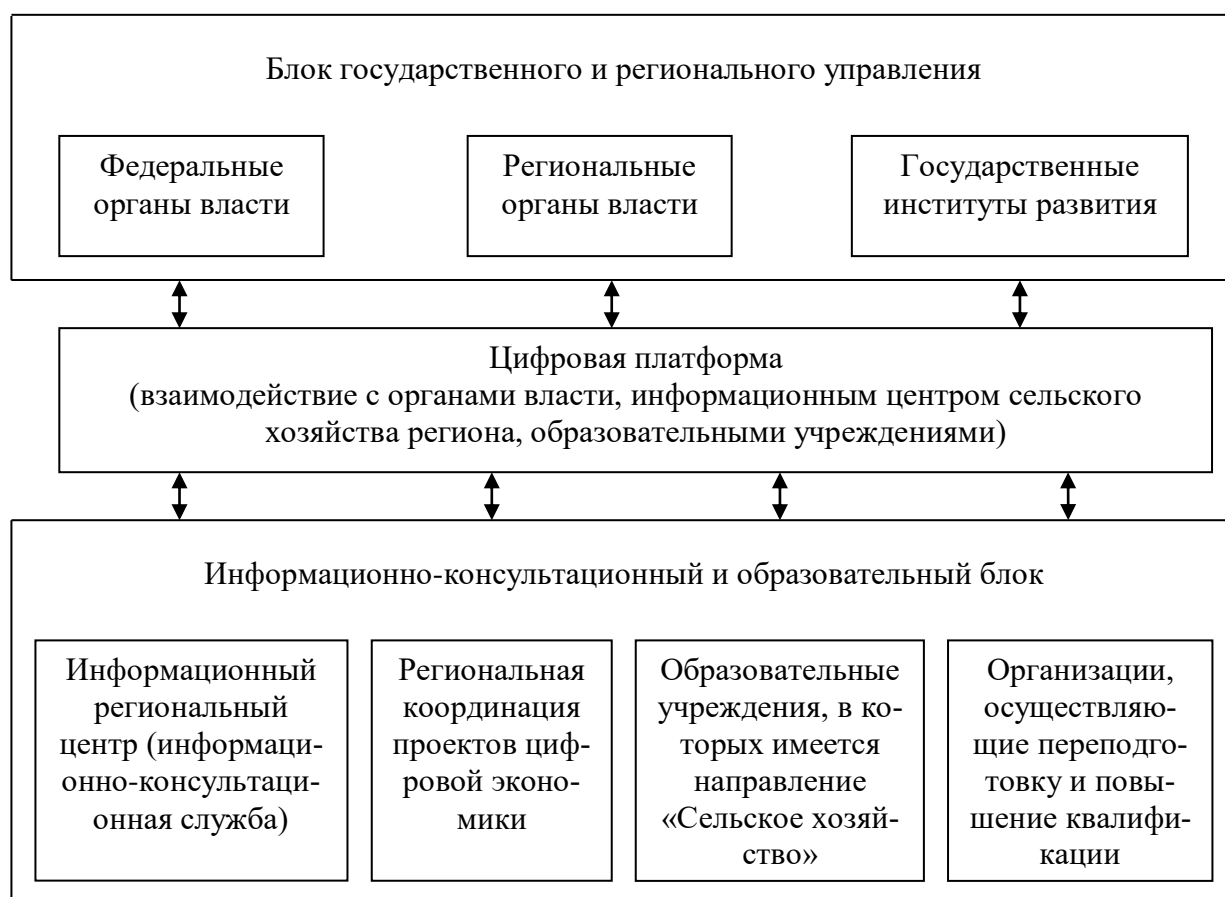 Блок государственного и регионального управления
Федеральные
органы власти
Региональные
органы власти
Государственные
институты развития
Цифровая платформа
(взаимодействие с органами власти, информационным центром сельского
хозяйства региона, образовательными учреждениями)
Информационно-консультационный и образовательный блок
Информационный
региональный
центр (информаци-
онно-консультаци-
онная служба)
Региональная
координация
проектов циф-
ровой эконо-
мики
Образовательные
учреждения, в ко-
торых имеется
направление
«Сельское хозяй-
ство»
Организации,
осуществляю-
щие переподго-
товку и повы-
шение квалифи-
кации